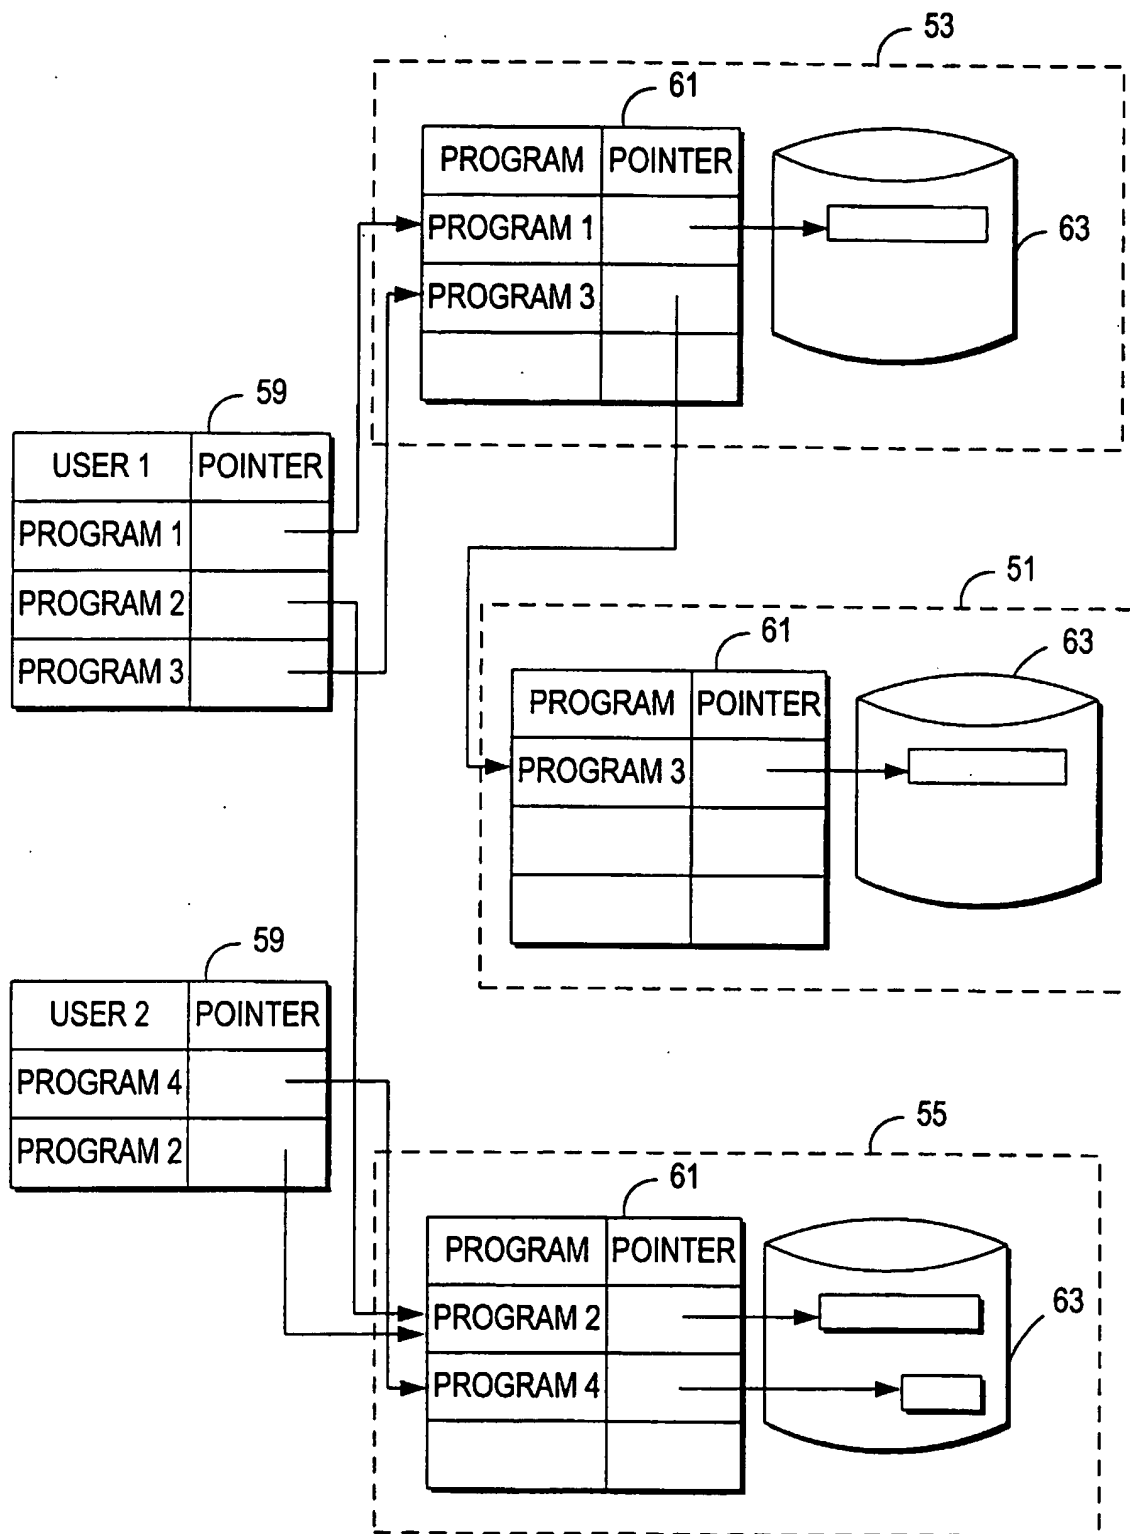 53
61
PROGRAM POINTER
PROGRAM 1
63
PROGRAM 3
59
USER 1 POINTER
PROGRAM 1
PROGRAM 2
PROGRAM 3
51
61
63
PROGRAM POINTER
PROGRAM 3
59
USER 2 POINTER
PROGRAM 4
PROGRAM 2
55
61
PROGRAM POINTER
63
PROGRAM 2
PROGRAM 4